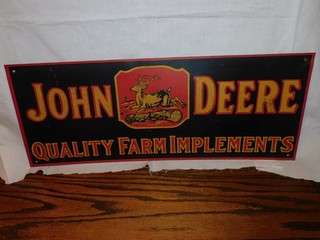 JOHN DEERE
QUALITY FARM IMPLEMENTS